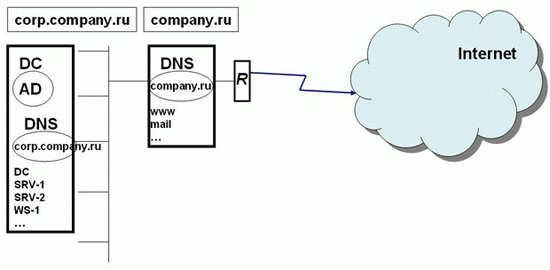 corp.company.ru
company.ru
DC
AD
DNS
corp.company.ru
DC
SRV-1
SRV-2
WS-1
...
DNS
company.ru
www
mail
...
R
Internet